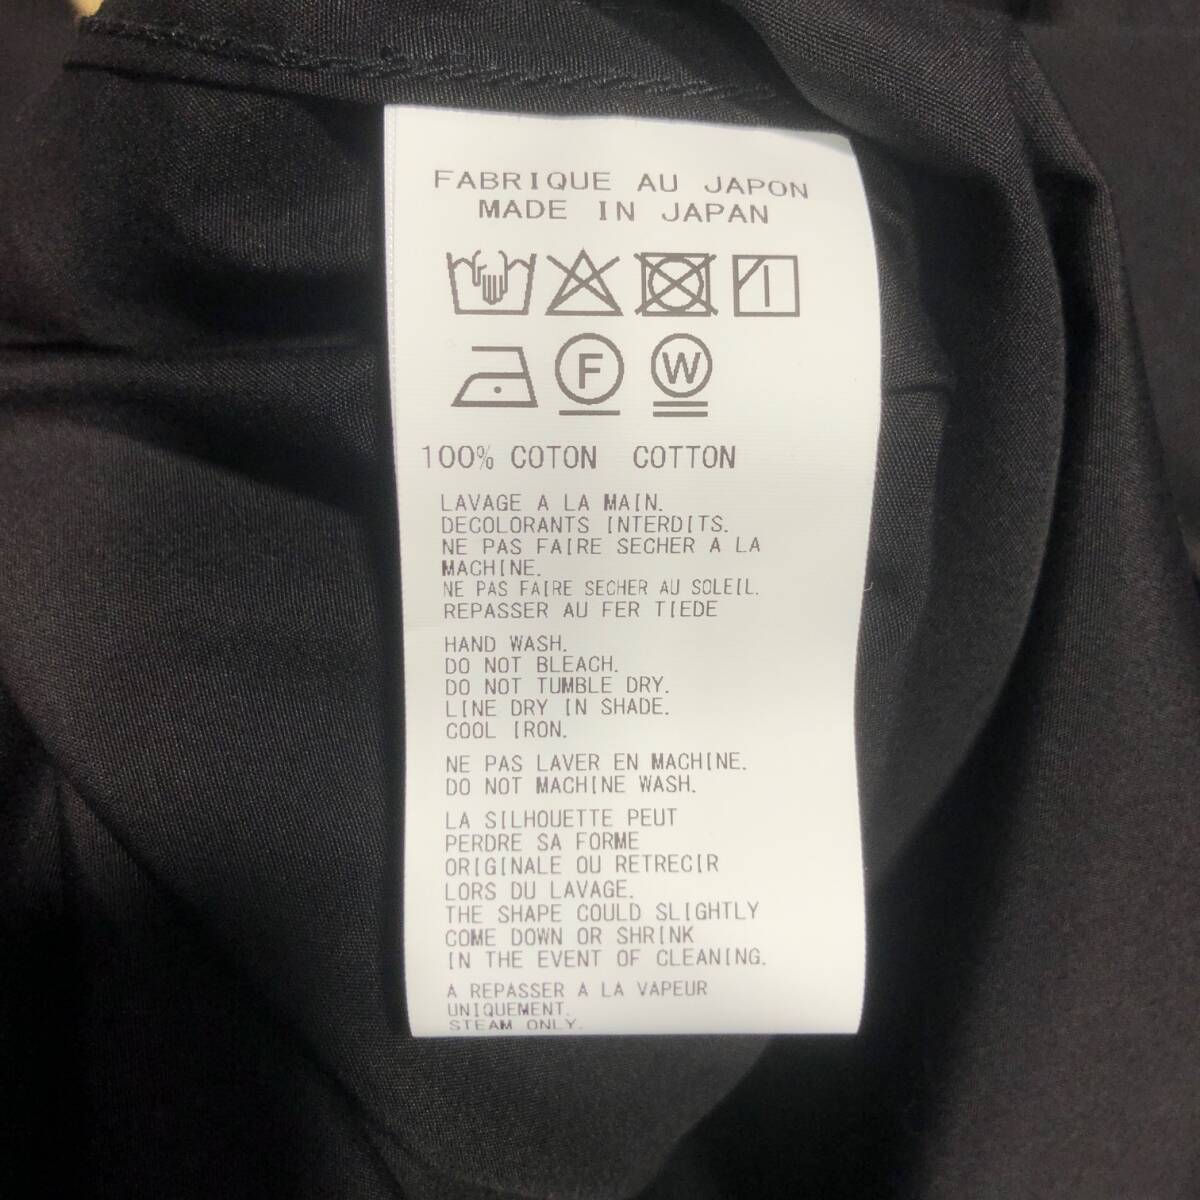 FABRIQUE AU JAPON
MADE IN JAPAN
F W
100% COTON COTTON
LAVAGE A LA MAIN.
DECOLORANTS INTERDITS.
NE PAS FAIRE SECHER A LA
MACHINE.
NE PAS FAIRE SECHER AU SOLEIL.
REPASSER AU FER TIEDE
HAND WASH.
DO NOT BLEACH.
DO NOT TUMBLE DRY.
LINE DRY IN SHADE.
COOL IRON.
NE PAS LAVER EN MACHINE.
DO NOT MACHINE WASH.
LA SILHOUETTE PEUT
PERDRE SA FORME
ORIGINALE OU RETRECIR
LORS DU LAVAGE.
THE SHAPE COULD SLIGHTLY
COME DOWN OR SHRINK
IN THE EVENT OF CLEANING.
A REPASSER A LA VAPEUR
UNIQUEMENT.
STEAM ONLY.